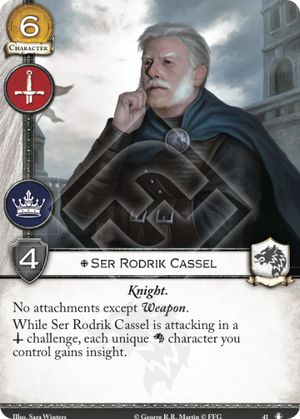 6
CHARACTER
4
SER RODRIK CASSEL
Knight.
No attachments except Weapon.
While Ser Rodrik Cassel is attacking in a
challenge, each unique character you
control gains insight.
Illus. Sara Winters © George R.R. Martin © FFG 41